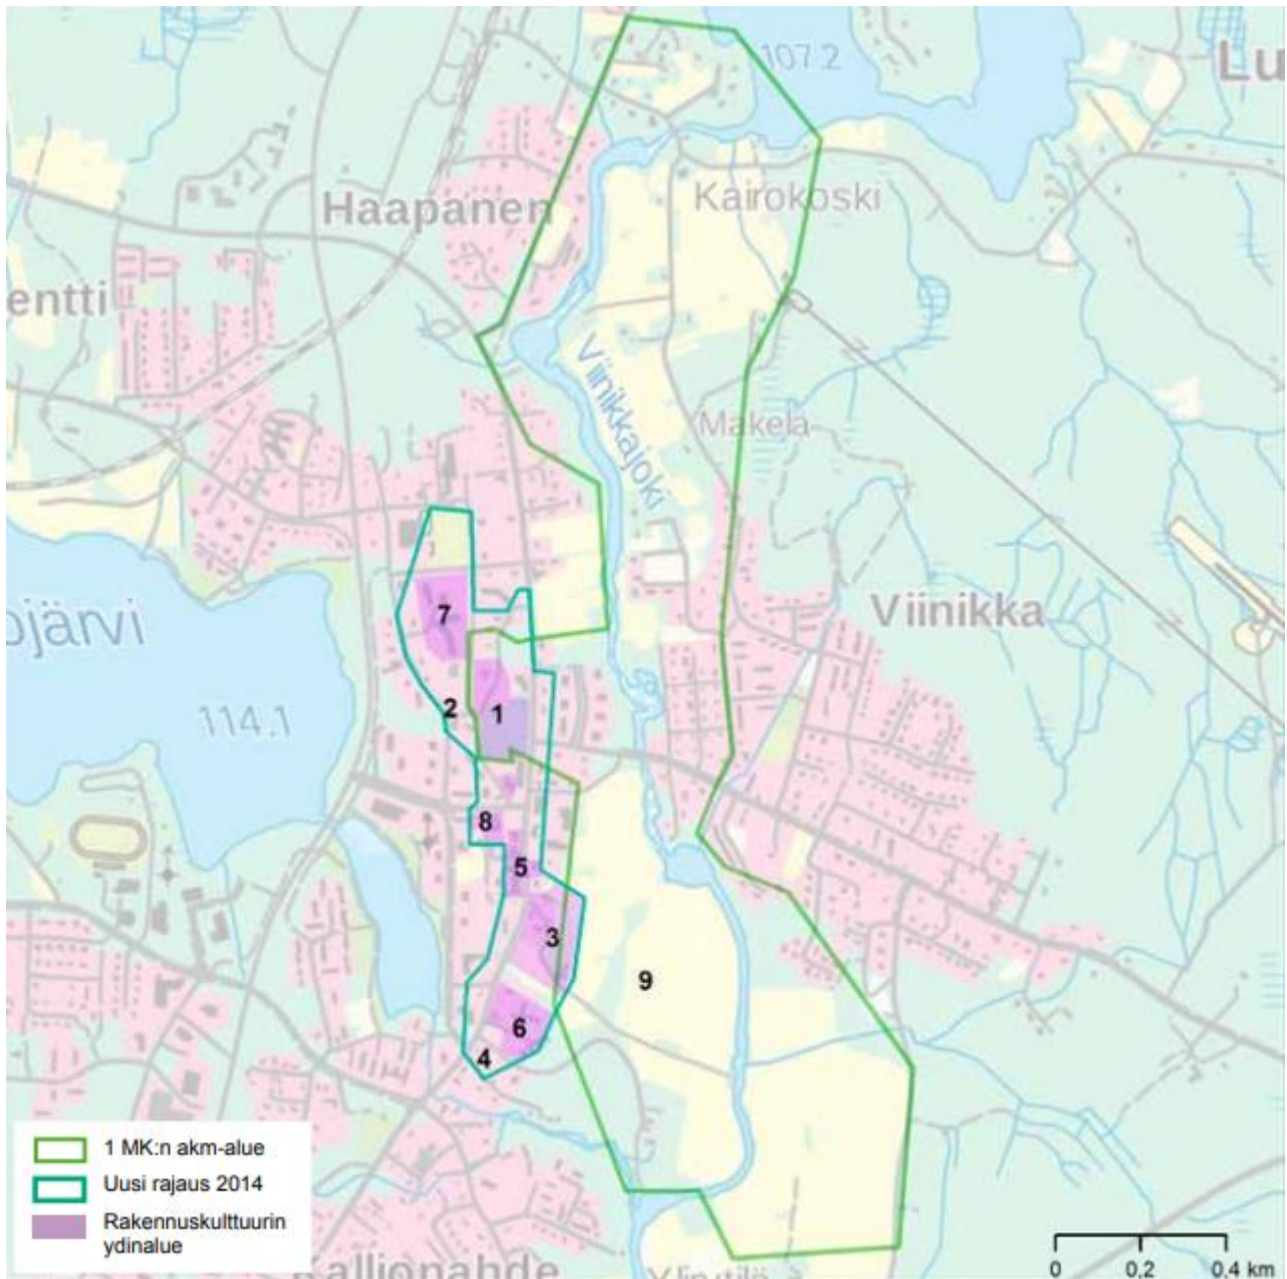 107.2
Lu
Kairokoski
Haapanen
entti
Viinikkajoki
Makela
7
Viinikka
ojärvi
2
1
114.1
8
5
3
9
6
4
1 MK:n akm-alue
Uusi rajaus 2014
Rakennuskulttuurin
ydinalue
0 0,2 0,4 km